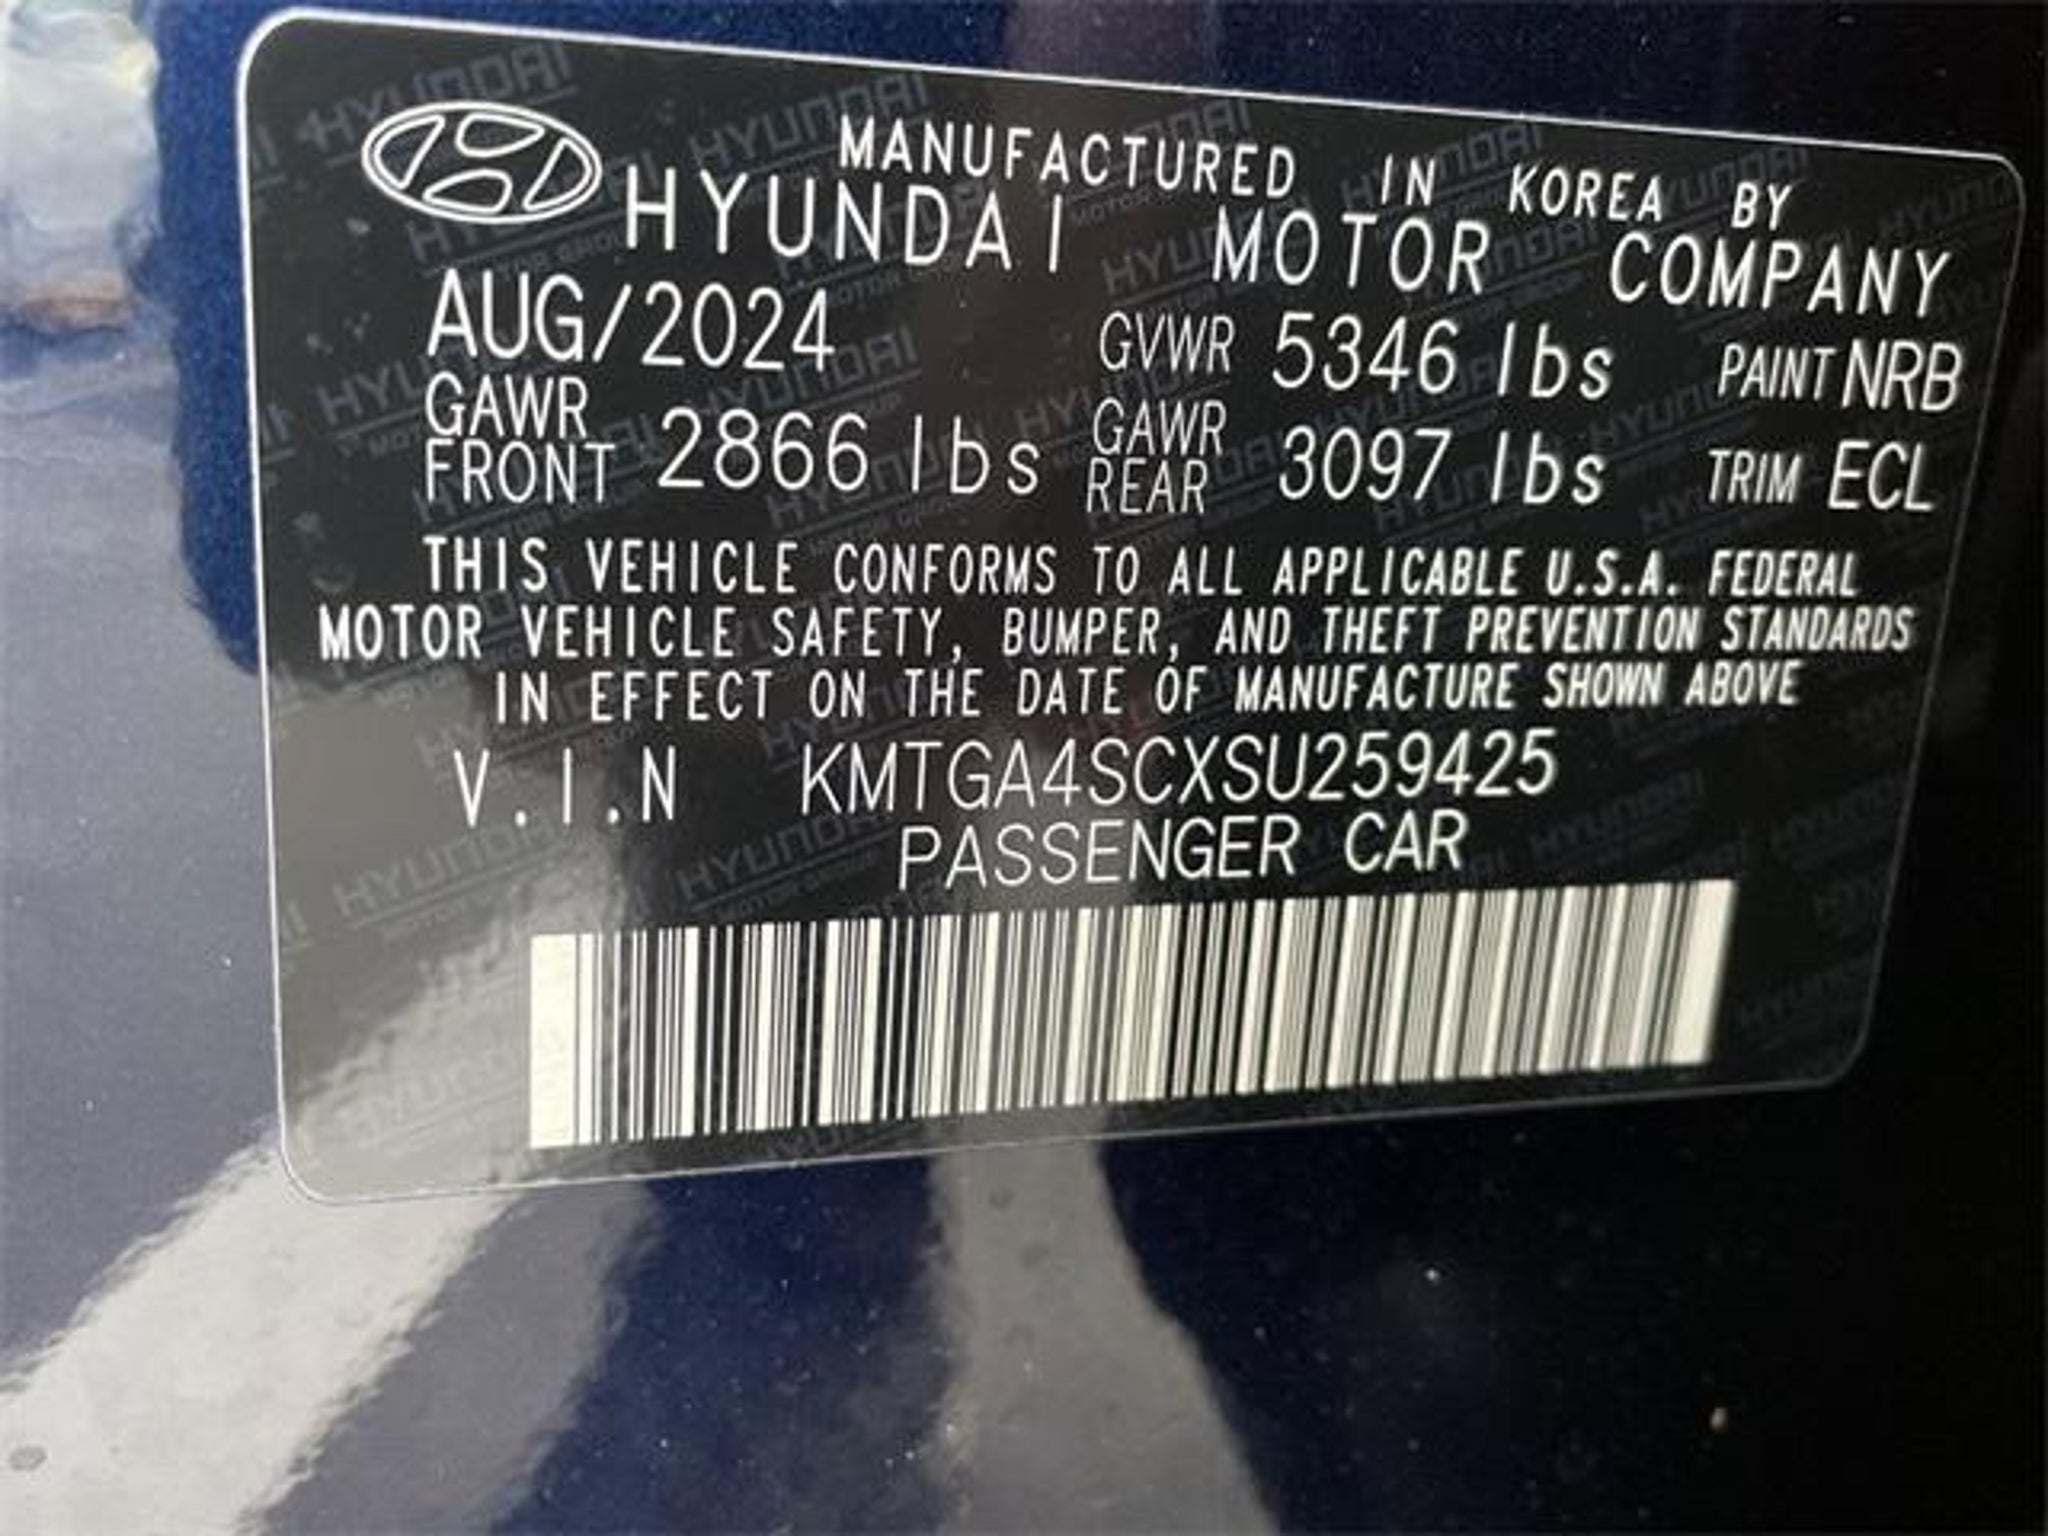 MANUFACTURED IN KOREA BY
HYUNDAI MOTOR COMPANY
AUG/2024 GVWR 5346 lbs PAINT NRB
GAWR FRONT 2866 lbs GAWR REAR 3097 lbs TRIM ECL
THIS VEHICLE CONFORMS TO ALL APPLICABLE U.S.A. FEDERAL
MOTOR VEHICLE SAFETY, BUMPER, AND THEFT PREVENTION STANDARDS
IN EFFECT ON THE DATE OF MANUFACTURE SHOWN ABOVE
V.I.N KMTGA4SCXSU259425
PASSENGER CAR